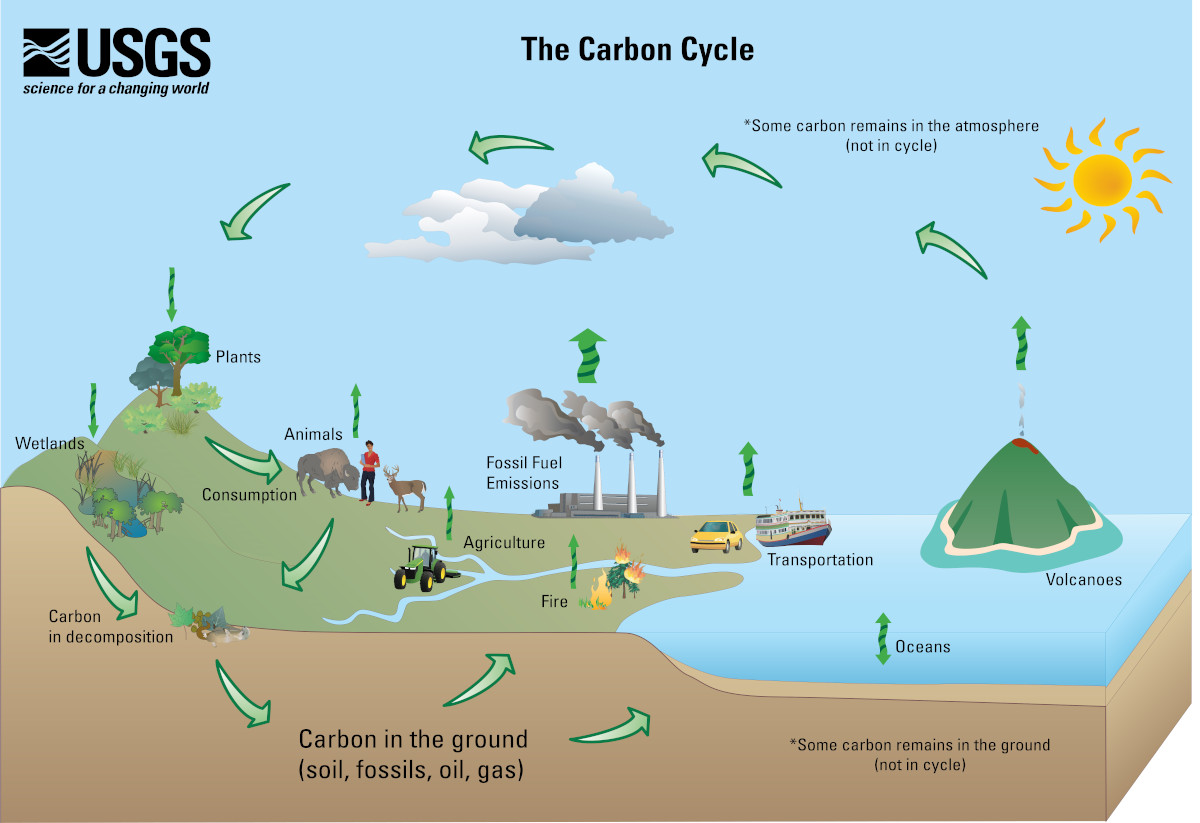 USGS
science for a changing world
The Carbon Cycle
*Some carbon remains in the atmosphere
(not in cycle)
Plants
Wetlands
Animals
Consumption
Fossil Fuel
Emissions
Agriculture
Transportation
Volcanoes
Fire
Carbon
in decomposition
Oceans
Carbon in the ground
(soil, fossils, oil, gas)
*Some carbon remains in the ground
(not in cycle)